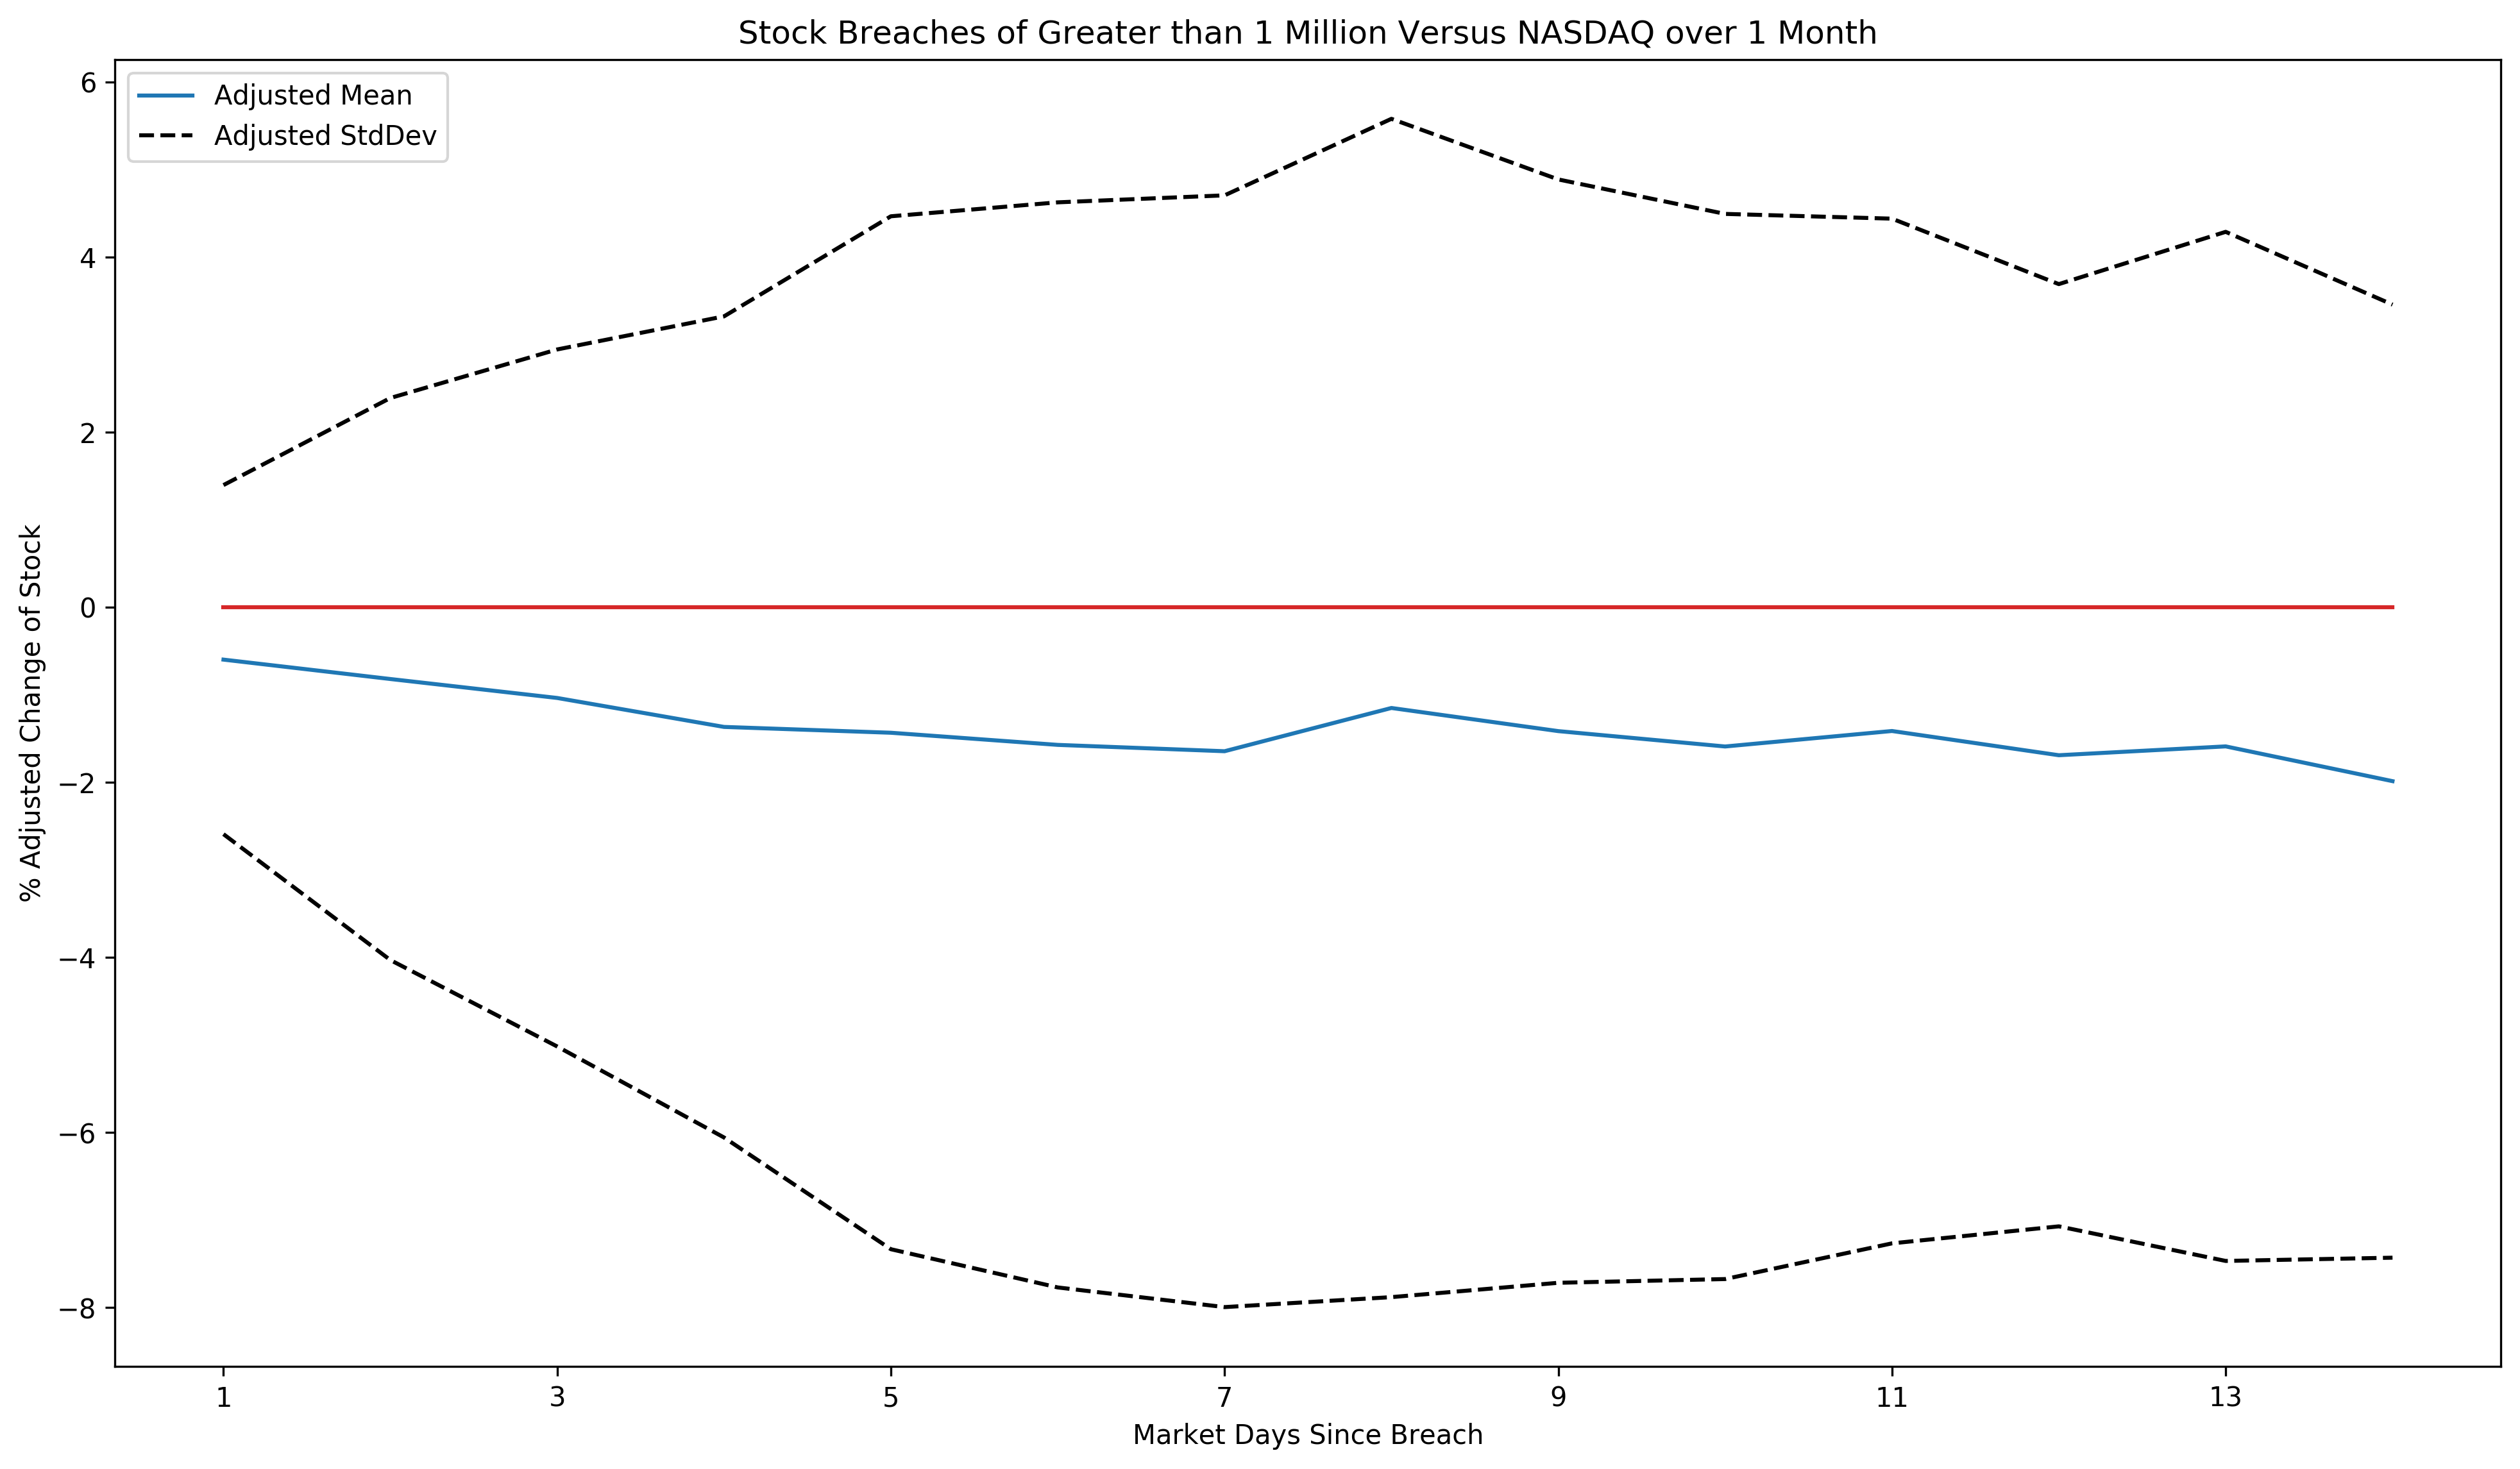 Stock Breaches of Greater than 1 Million Versus NASDAQ over 1 Month
Adjusted Mean
Adjusted StdDev
% Adjusted Change of Stock
6
4
2
0
−2
−4
−6
−8
1 3 5 7 9 11 13
Market Days Since Breach